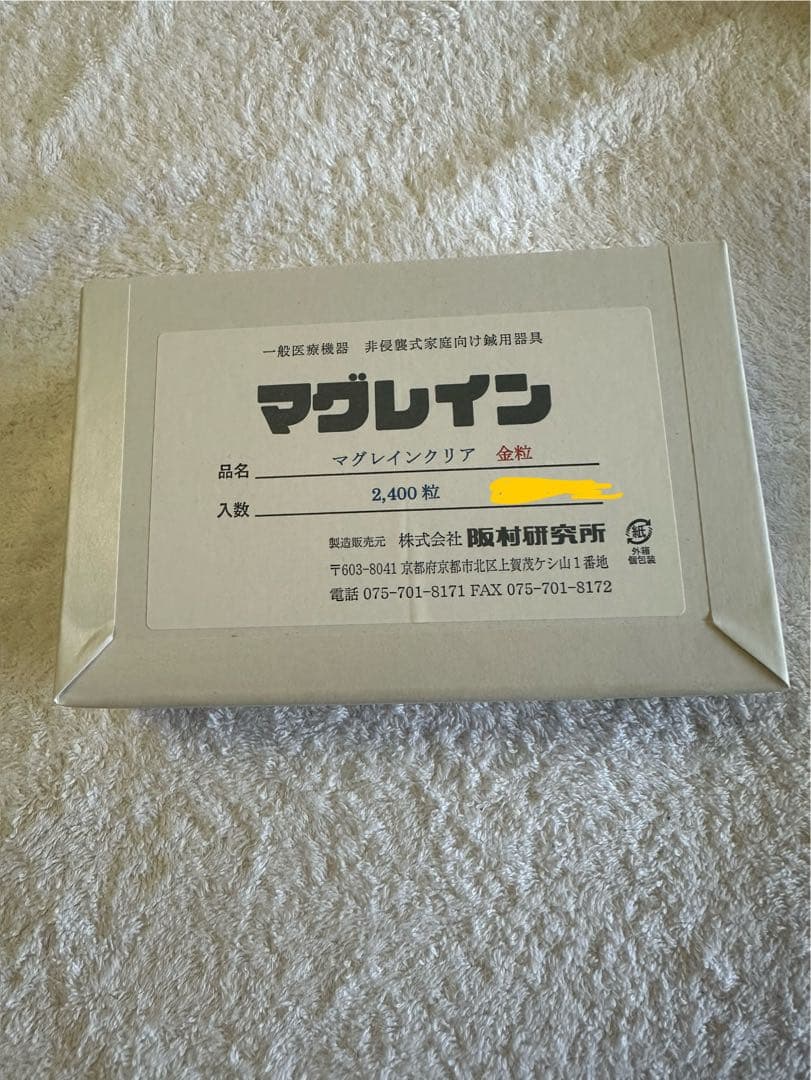 一般医療機器 非侵襲式家庭向け鍼用器具
マグレイン
品名 マグレインクリア 金粒
入数 2,400粒
製造販売元 株式会社 阪村研究所
〒603-8041 京都府京都市北区上賀茂ケシ山1番地
電話 075-701-8171 FAX 075-701-8172
紙
外箱
個包装